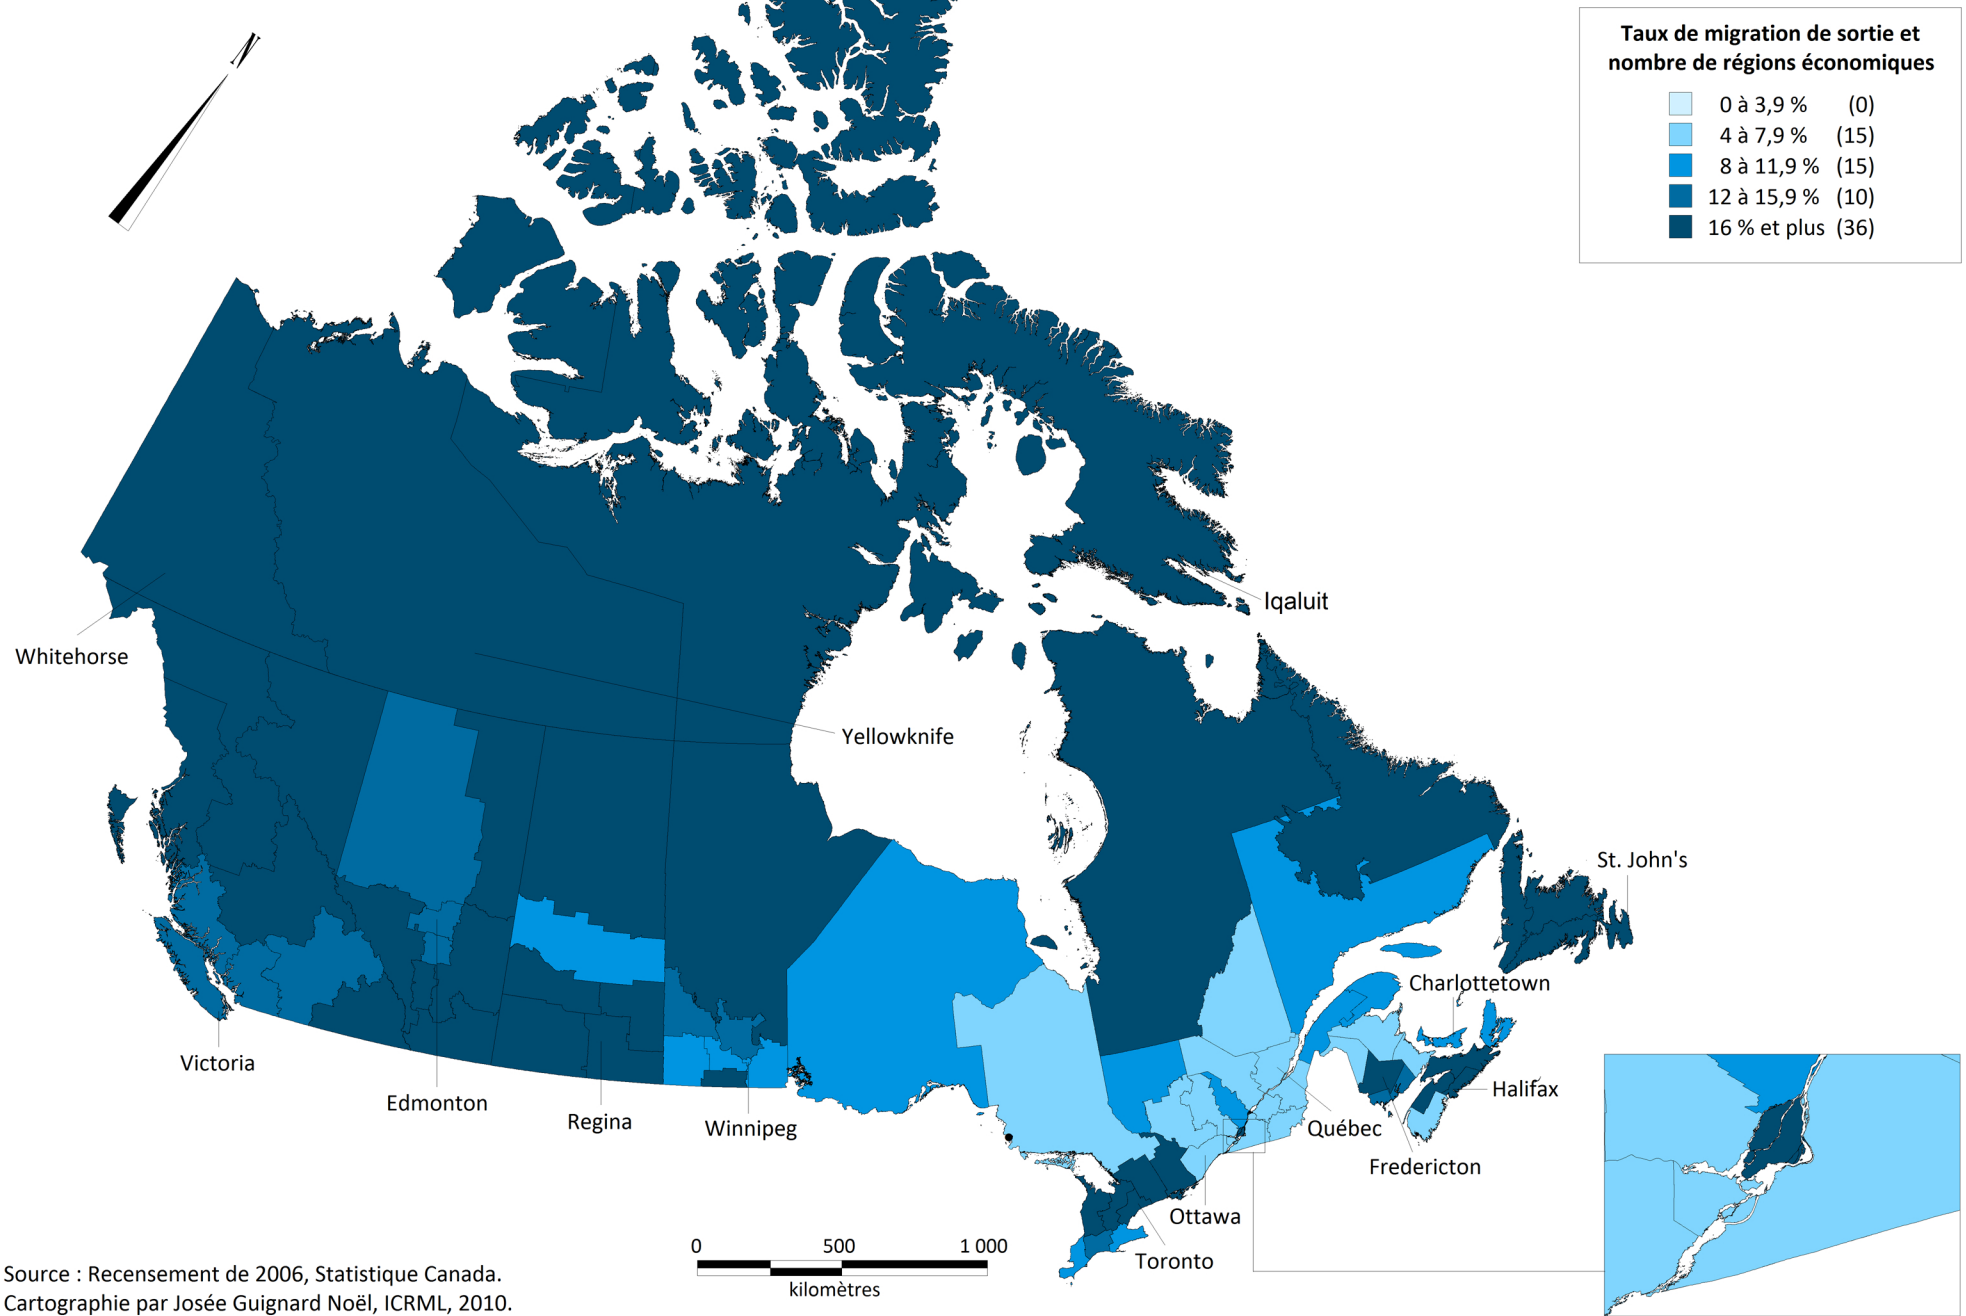 Taux de migration de sortie et
nombre de régions économiques
0 à 3,9 % (0)
4 à 7,9 % (15)
8 à 11,9 % (15)
12 à 15,9 % (10)
16 % et plus (36)
Iqaluit
Whitehorse
Yellowknife
St. John's
Charlottetown
Victoria
Edmonton
Regina
Winnipeg
Halifax
Québec
Fredericton
Ottawa
Toronto
0 500 1 000
kilomètres
Source : Recensement de 2006, Statistique Canada.
Cartographie par Josée Guignard Noël, ICRML, 2010.